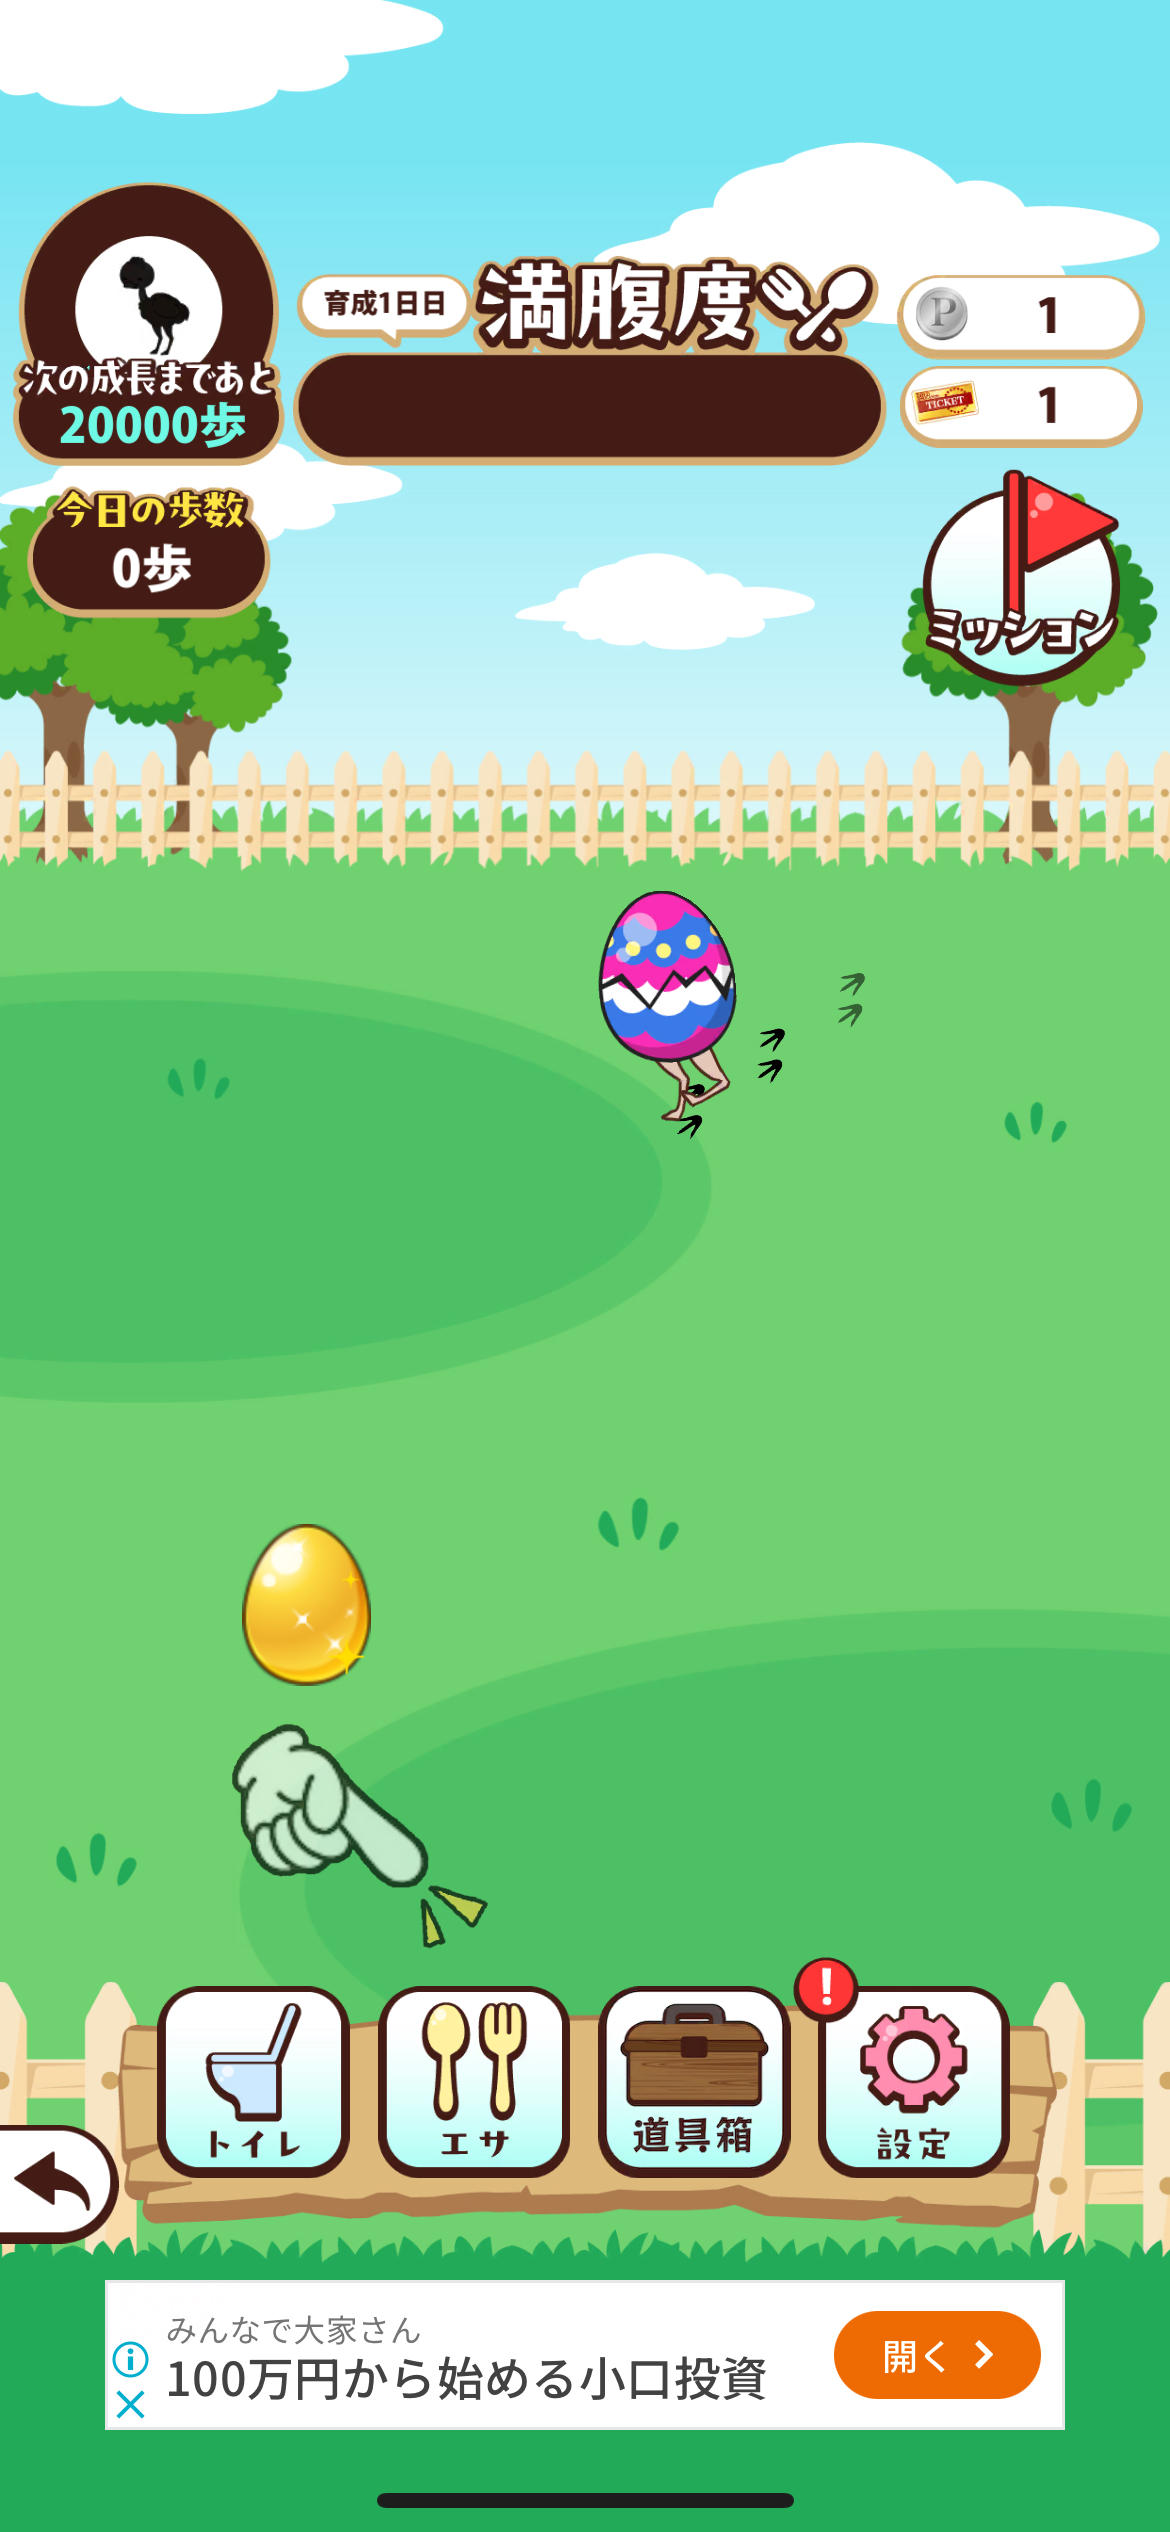 育成1日日
満腹度
P
1
TICKET
1
次の成長まであと
20000歩
今日の歩数
0歩
ミッション
!
トイレ
エサ
道具箱
設定
みんなで大家さん
100万円から始める小口投資
開く